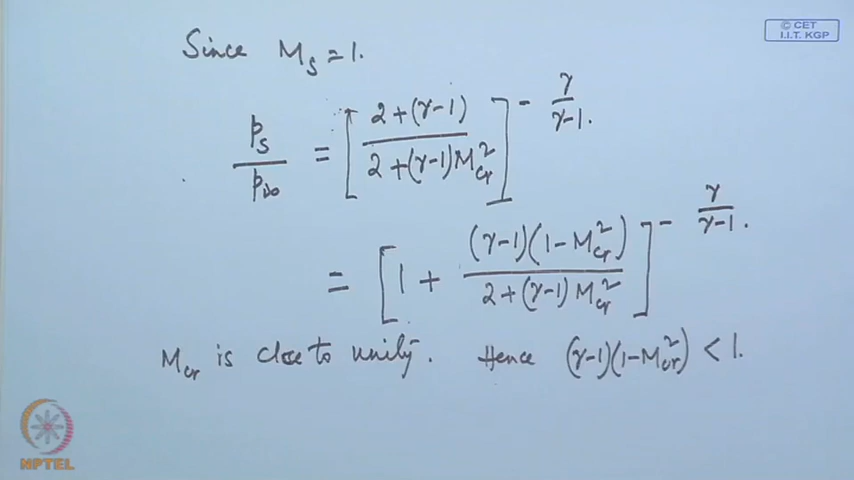 © CET
I.I.T. KGP
Since M_s = 1.
p_s / p_∞ = [ (2 + (γ-1)) / (2 + (γ-1) M_cr^2) ]^{- γ/(γ-1)}.
= [ 1 + ((γ-1)(1 - M_cr^2)) / (2 + (γ-1) M_cr^2) ]^{- γ/(γ-1)}.
M_cr is close to unity. Hence (γ-1)(1-M_cr^2) < 1.
NPTEL